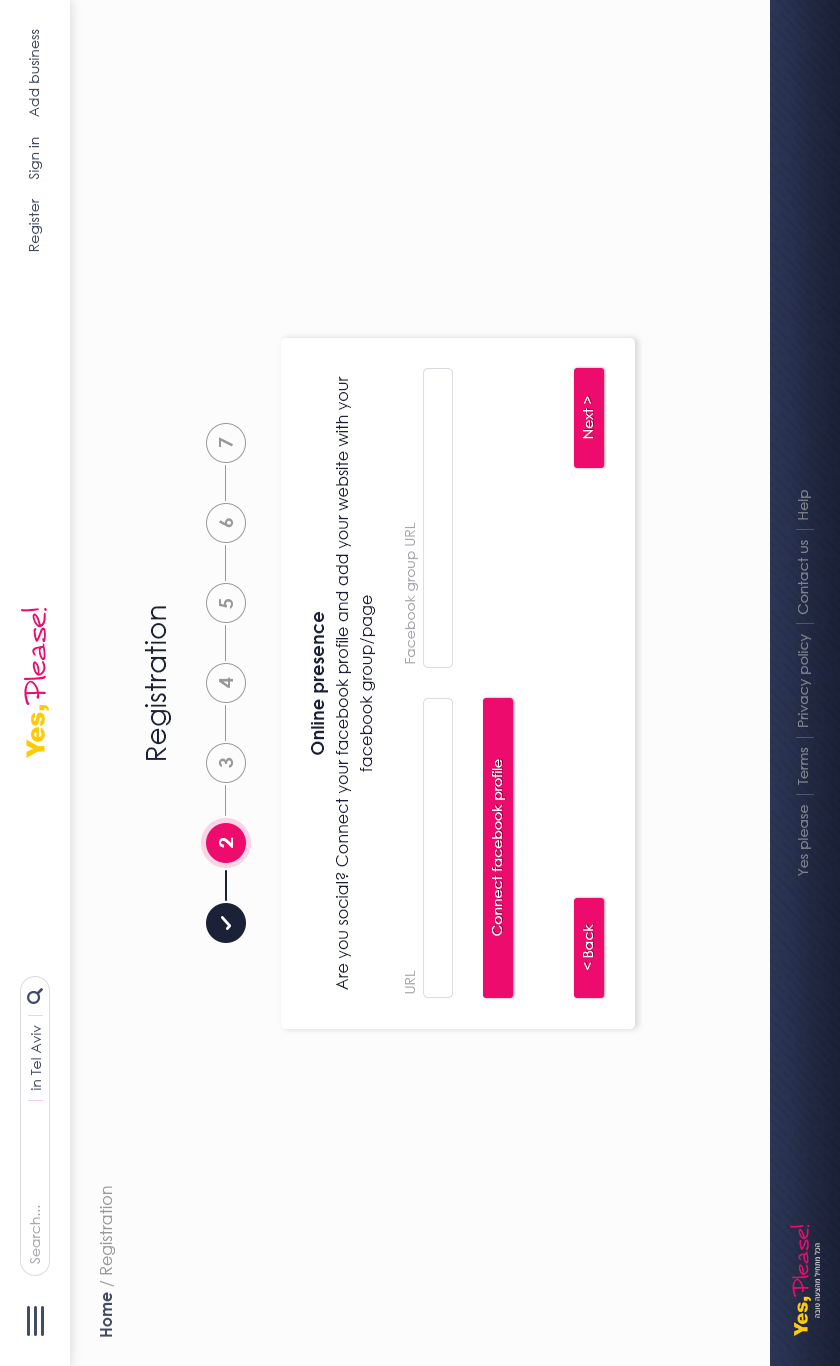 Search...
in Tel Aviv
Yes, Please!
Register
Sign in
Add business
Home / Registration
Registration
2
3
4
5
6
7
Online presence
Are you social? Connect your facebook profile and add your website with your
facebook group/page
URL
Facebook group URL
Connect facebook profile
< Back
Next >
Yes, Please!
הכל מתחיל מהצעה טובה
Yes please | Terms | Privacy policy | Contact us | Help